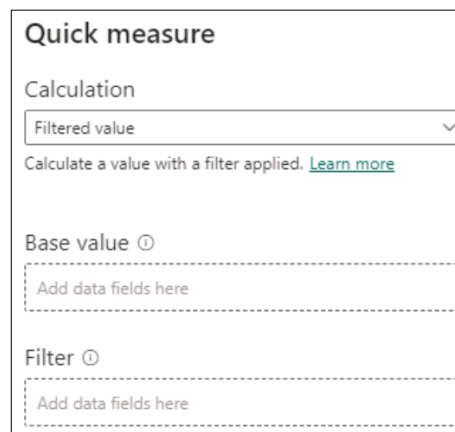 Quick measure
Calculation
Filtered value
Calculate a value with a filter applied. Learn more
Base value
Add data fields here
Filter
Add data fields here